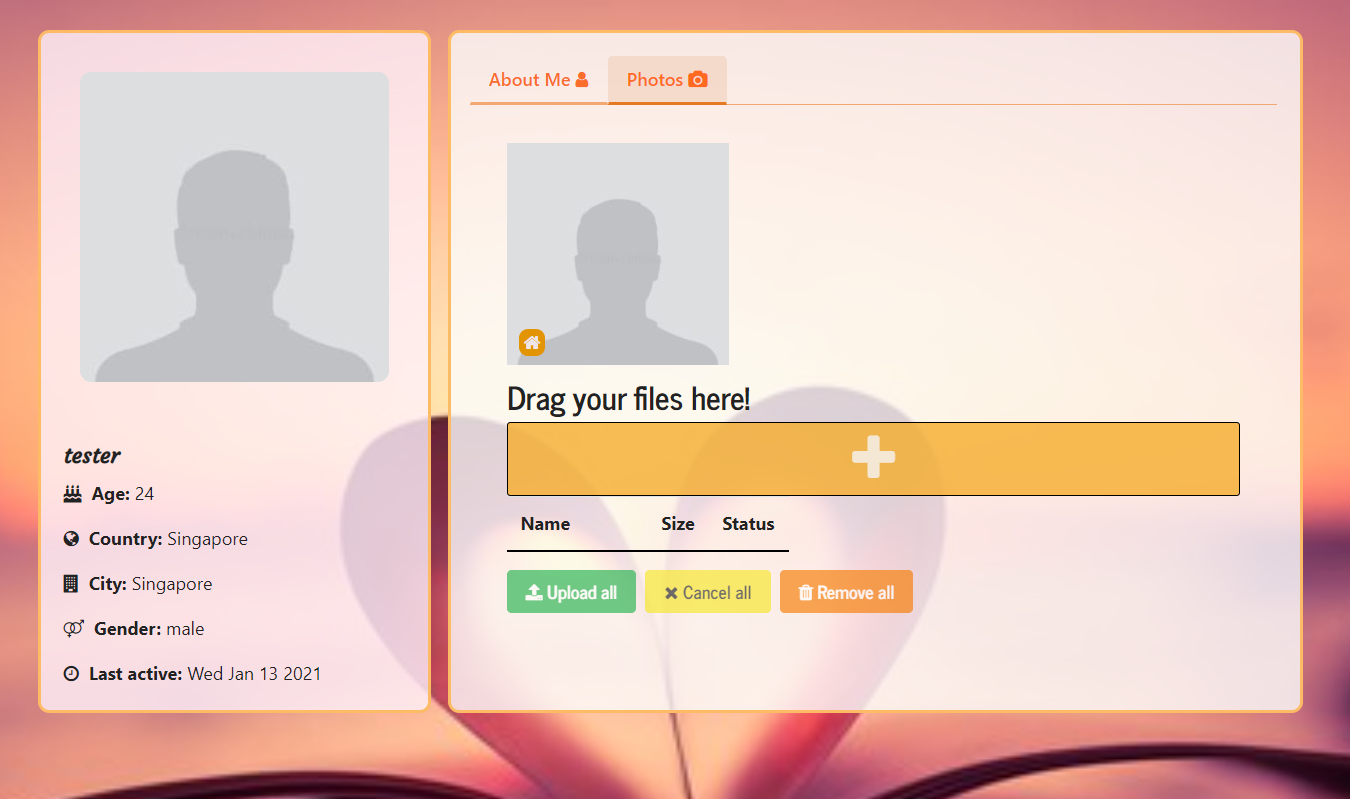 tester
Age: 24
Country: Singapore
City: Singapore
Gender: male
Last active: Wed Jan 13 2021
About Me
Photos
Drag your files here!
Name Size Status
Upload all Cancel all Remove all